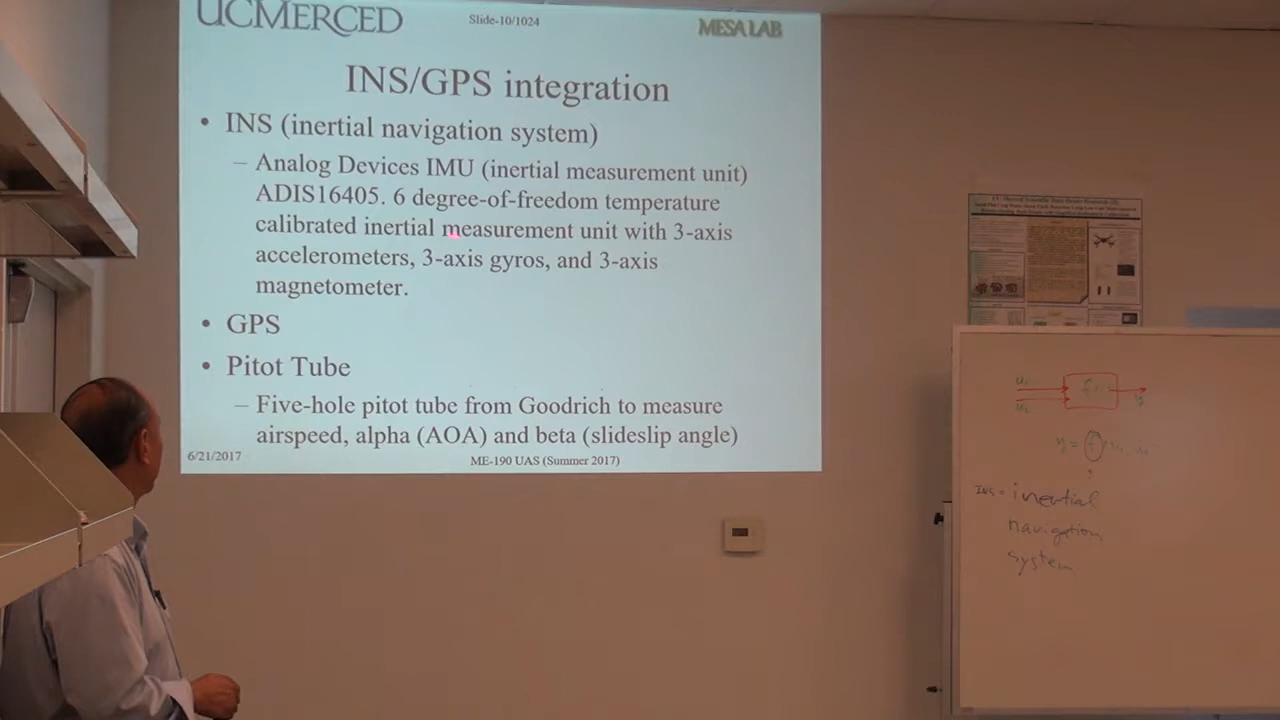 UCMERCED
Slide-10/1024
MESA LAB
INS/GPS integration
• INS (inertial navigation system)
– Analog Devices IMU (inertial measurement unit)
ADIS16405. 6 degree-of-freedom temperature
calibrated inertial measurement unit with 3-axis
accelerometers, 3-axis gyros, and 3-axis
magnetometer.
• GPS
• Pitot Tube
– Five-hole pitot tube from Goodrich to measure
airspeed, alpha (AOA) and beta (slideslip angle)
6/21/2017
ME-190 UAS (Summer 2017)
u1
u2
y
y =
INS = inertial
navigation
system